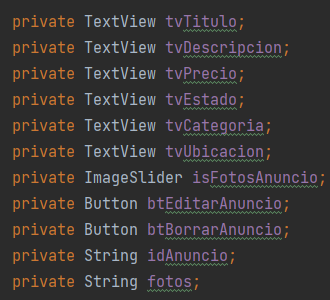 private TextView tvTitulo;
private TextView tvDescripcion;
private TextView tvPrecio;
private TextView tvEstado;
private TextView tvCategoria;
private TextView tvUbicacion;
private ImageSlider isFotosAnuncio;
private Button btEditarAnuncio;
private Button btBorrarAnuncio;
private String idAnuncio;
private String fotos;